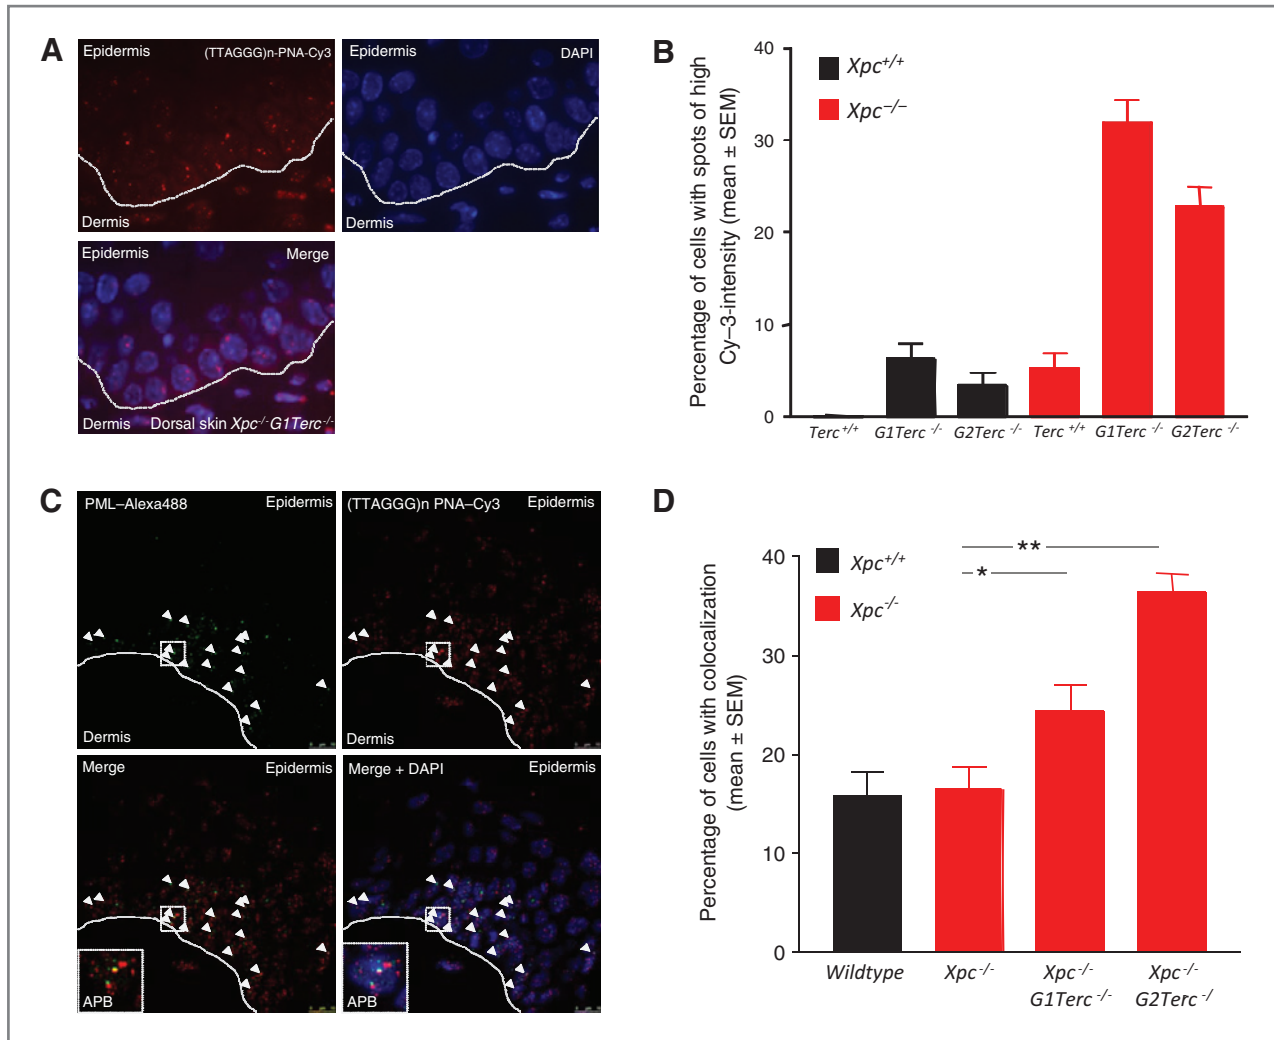 A
Epidermis (TTAGGG)n-PNA-Cy3
Dermis
Epidermis DAPI
Dermis
Epidermis Merge
Dermis Dorsal skin Xpc-/- G1Terc-/-
B
Percentage of cells with spots of high
Cy–3-intensity (mean ± SEM)
40
30
20
10
0
Xpc+/+
Xpc–/–
Terc+/+ G1Terc -/- G2Terc -/- Terc+/+ G1Terc -/- G2Terc -/-
C
PML–Alexa488 Epidermis
Dermis
(TTAGGG)n PNA–Cy3 Epidermis
Dermis
Merge Epidermis
APB
Merge + DAPI Epidermis
APB
D
Percentage of cells with colocalization
(mean ± SEM)
40
30
20
10
0
Xpc+/+
Xpc-/-
**
*
Wildtype Xpc-/- Xpc-/- Xpc-/-
G1Terc-/- G2Terc-/